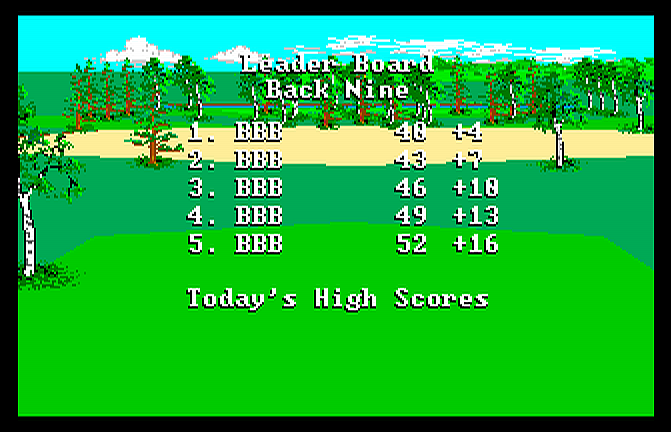 Leader Board
Back Nine
1. BBB 40 +4
2. BBB 43 +7
3. BBB 46 +10
4. BBB 49 +13
5. BBB 52 +16
Today's High Scores